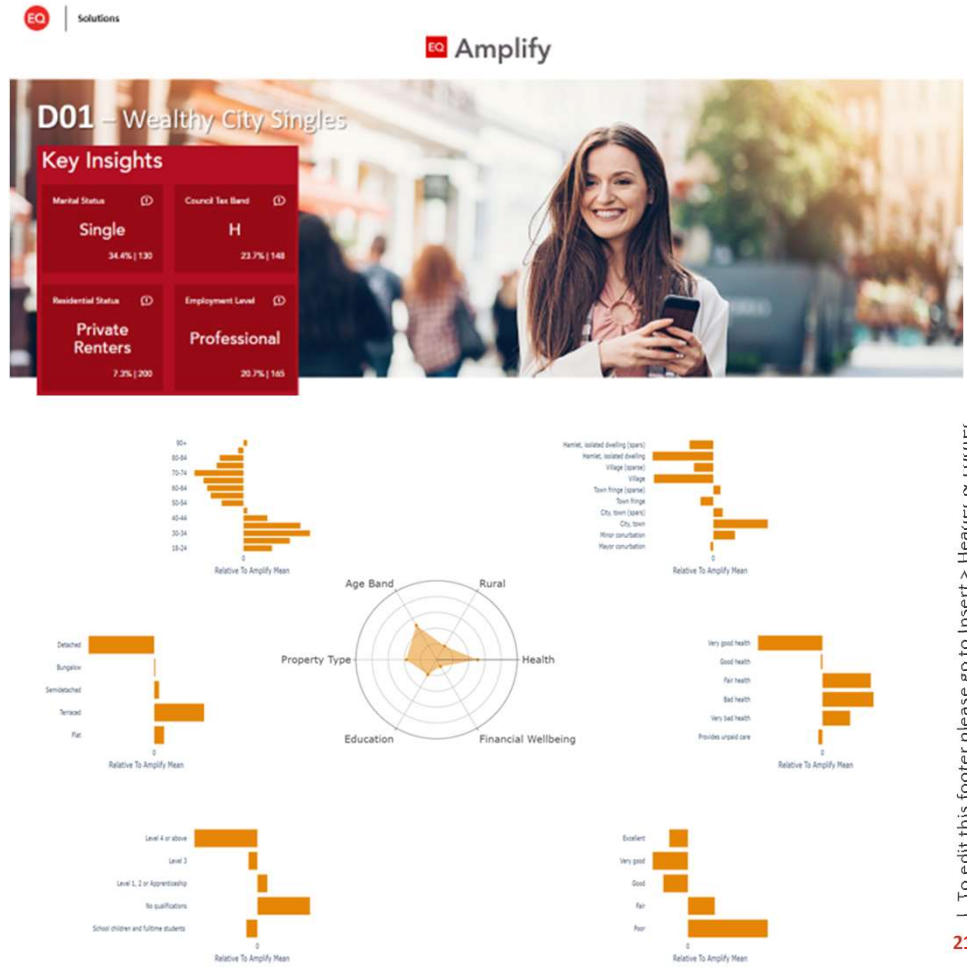 EQ
Solutions
EQ Amplify
D01 – Wealthy City Singles
Key Insights
Marital Status
Single
34.4% | 130
Council Tax Band
H
23.7% | 148
Residential Status
Private
Renters
7.3% | 200
Employment Level
Professional
20.7% | 165
90+
80-84
70-74
60-64
50-54
40-44
30-34
18-24
0
Relative To Amplify Mean
Hamlet, isolated dwelling (spars)
Hamlet, isolated dwelling
Village (sparse)
Village
Town fringe (sparse)
Town fringe
City, town (spars)
City, town
Minor conurbation
Mayor conurbation
0
Relative To Amplify Mean
Age Band
Rural
Property Type
Health
Education
Financial Wellbeing
Detached
Bungalow
Semidetached
Terraced
Flat
0
Relative To Amplify Mean
Very good health
Good health
Fair health
Bad health
Very bad health
Provides unpaid care
0
Relative To Amplify Mean
Level 4 or above
Level 3
Level 1, 2 or Apprenticeship
No qualifications
School children and fulltime students
0
Relative To Amplify Mean
Excellent
Very good
Good
Fair
Poor
0
Relative To Amplify Mean
| To edit this footer please go to Insert > Header &
21